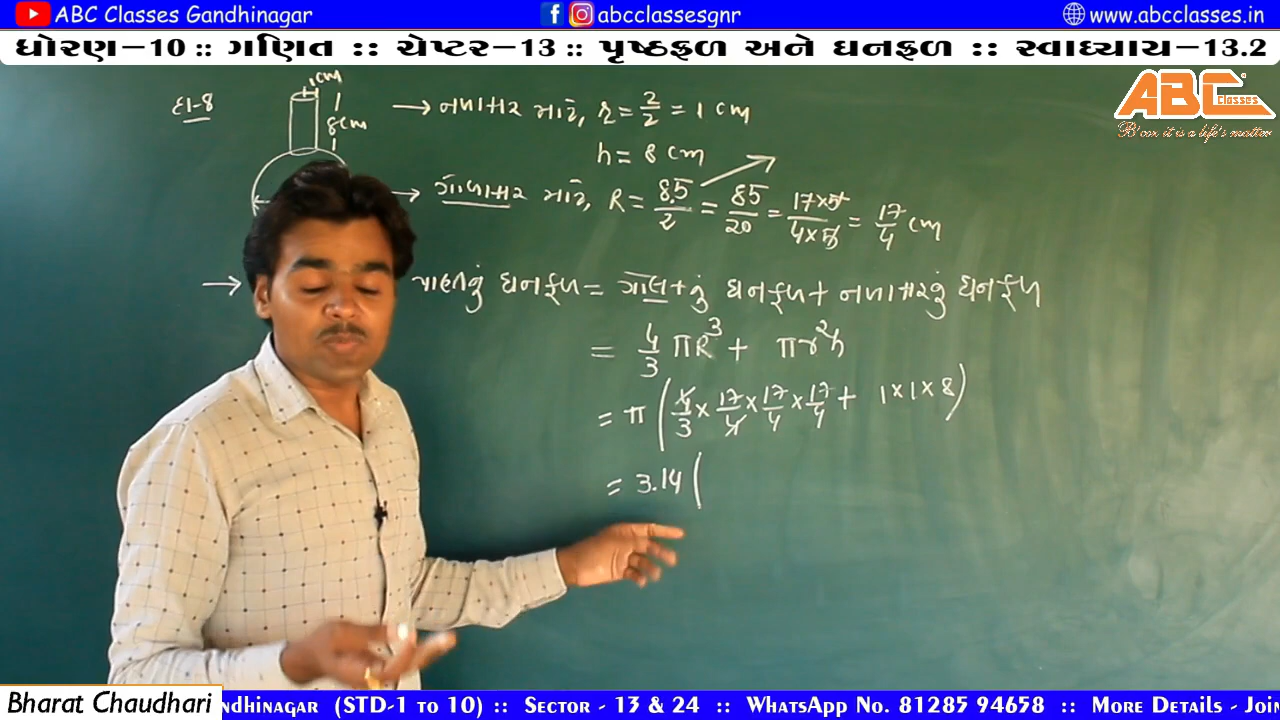 ABC Classes Gandhinagar
abcclassesgnr
www.abcclasses.in
ધોરણ–10 :: ગણિત :: ચેપ્ટર–13 :: પૃષ્ઠફળ અને ઘનફળ :: સ્વાધ્યાય–13.2
ABC Classes
B'coz it is a life's matter
દા-8
1cm
8cm
→ નળાકાર માટે, r = 2/2 = 1 cm
h = 8 cm
→ ગોળાકાર માટે, R = 8.5/2 = 85/20 = 17×5/4×5 = 17/4 cm
→ પાણીનું ઘનફળ = ગોલકનું ઘનફળ + નળાકારનું ઘનફળ
= 4/3 πR³ + πr²h
= π ( 4/3 × 17/4 × 17/4 × 17/4 + 1×1×8 )
= 3.14 (
Bharat Chaudhari
ndhinagar (STD-1 to 10) :: Sector - 13 & 24 :: WhatsApp No. 81285 94658 :: More Details - Join